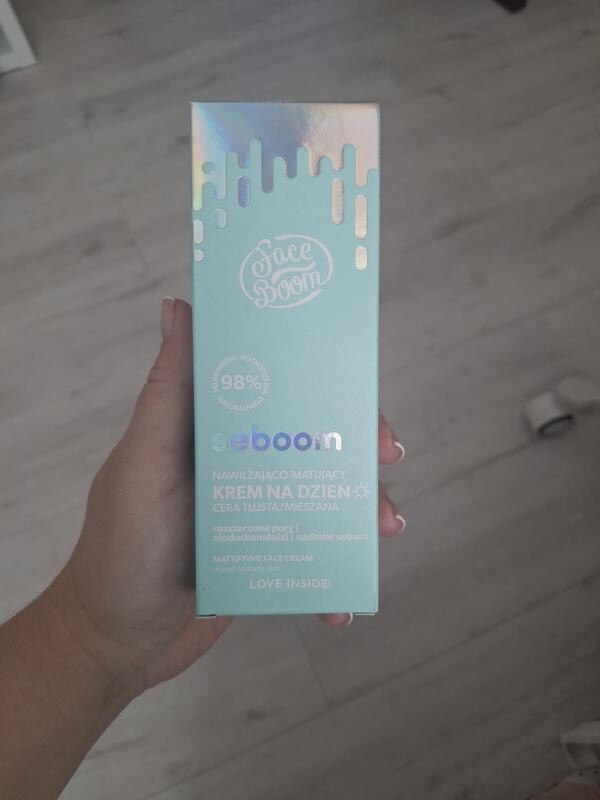 Face
Boom
SKŁADNIKÓW POCHODZENIA
98%
NATURALNEGO
seboom
NAWILŻAJĄCO-MATUJĄCY
KREM NA DZIEŃ
CERA TŁUSTA/MIESZANA
rozszerzone pory |
niedoskonałości | nadmiar sebum
MATTIFYING FACE CREAM
mixed and oily skin
LOVE INSIDE!